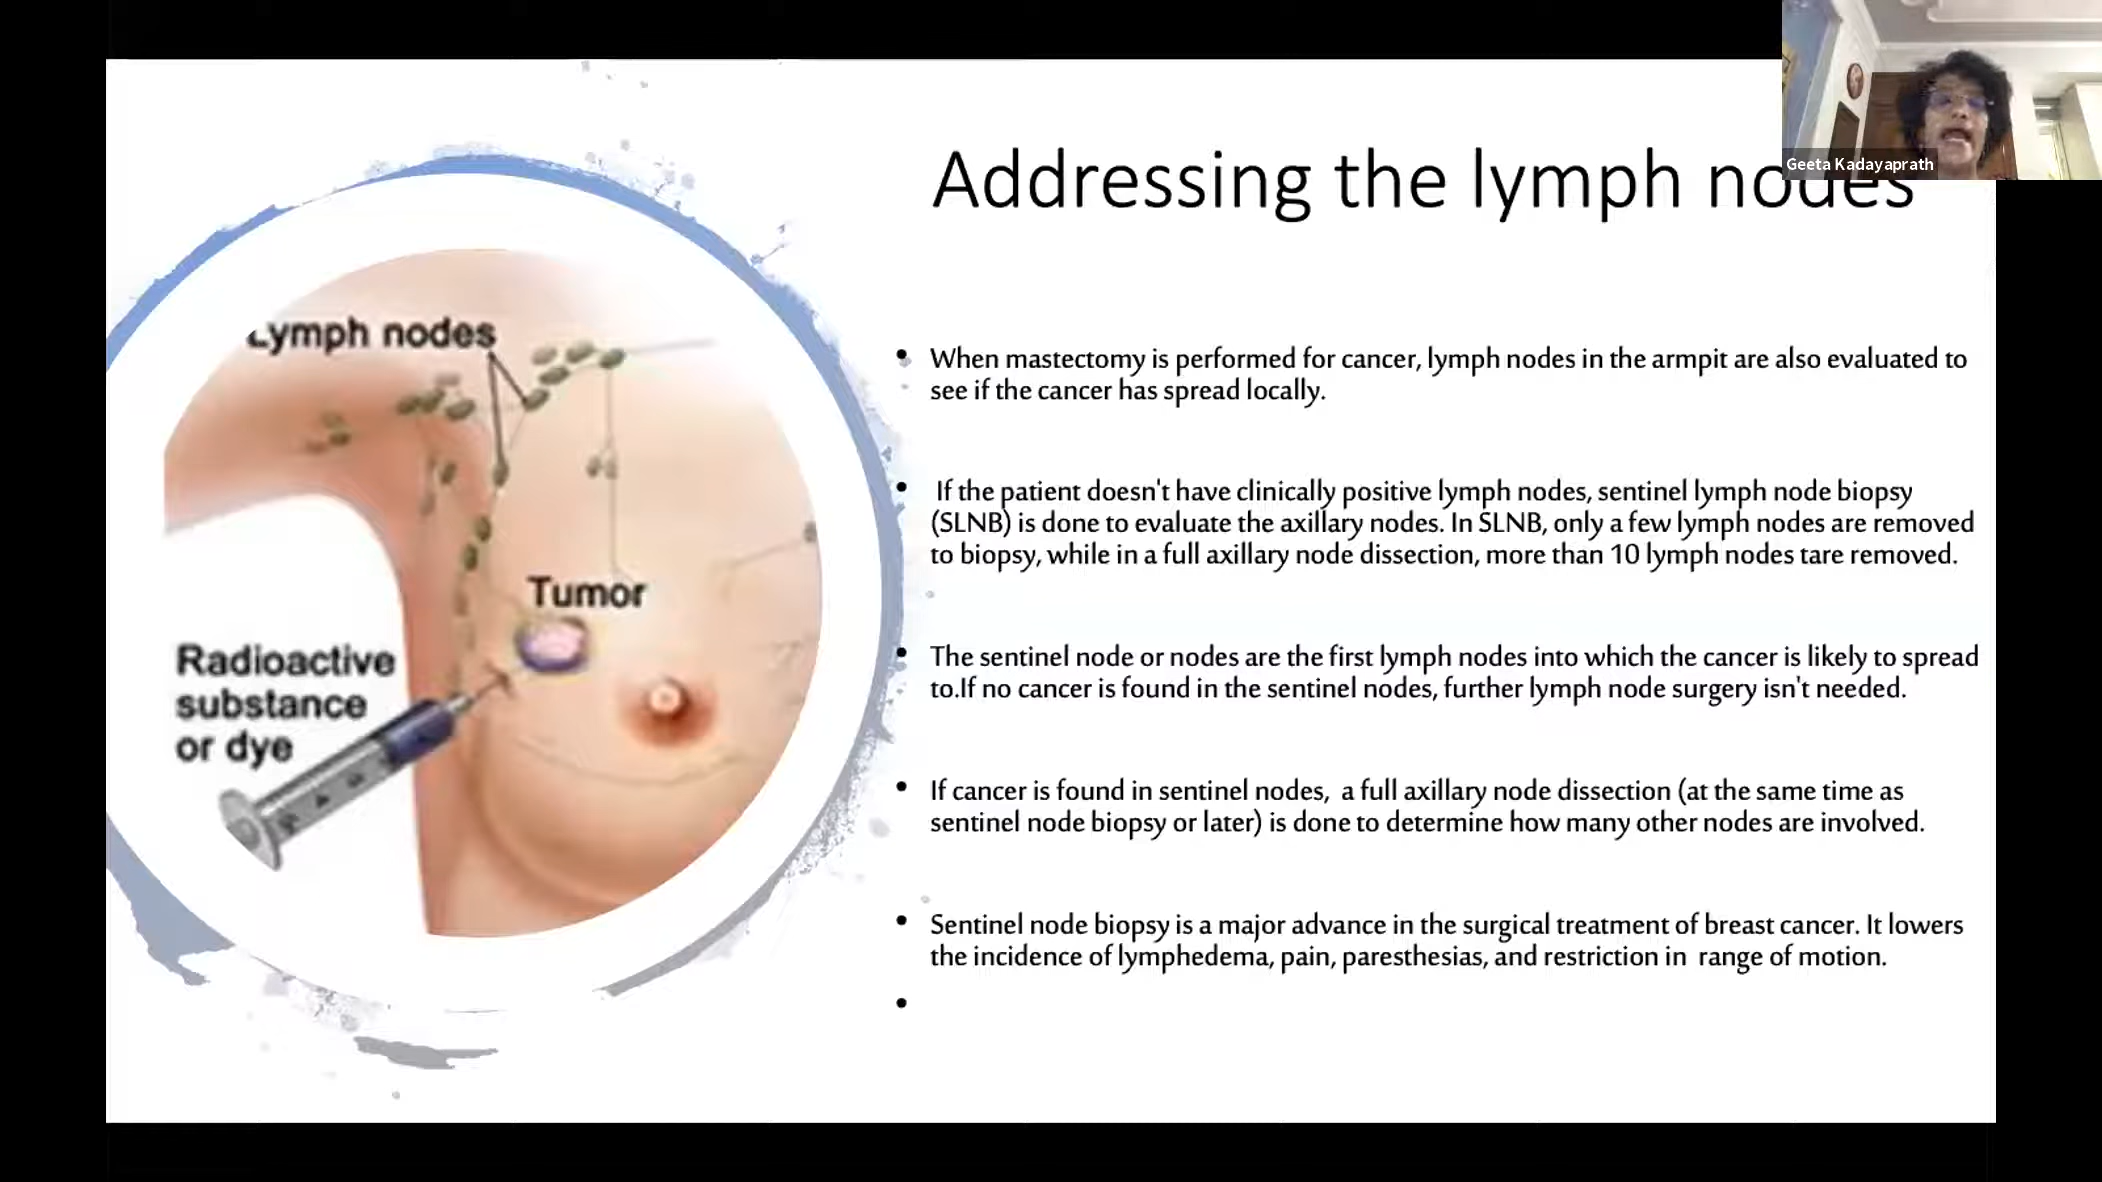 Geeta Kadayaprath
Addressing the lymph nodes
Lymph nodes
Tumor
Radioactive
substance
or dye
• When mastectomy is performed for cancer, lymph nodes in the armpit are also evaluated to
see if the cancer has spread locally.
• If the patient doesn't have clinically positive lymph nodes, sentinel lymph node biopsy
(SLNB) is done to evaluate the axillary nodes. In SLNB, only a few lymph nodes are removed
to biopsy, while in a full axillary node dissection, more than 10 lymph nodes tare removed.
• The sentinel node or nodes are the first lymph nodes into which the cancer is likely to spread
to.If no cancer is found in the sentinel nodes, further lymph node surgery isn't needed.
• If cancer is found in sentinel nodes, a full axillary node dissection (at the same time as
sentinel node biopsy or later) is done to determine how many other nodes are involved.
• Sentinel node biopsy is a major advance in the surgical treatment of breast cancer. It lowers
the incidence of lymphedema, pain, paresthesias, and restriction in range of motion.
•